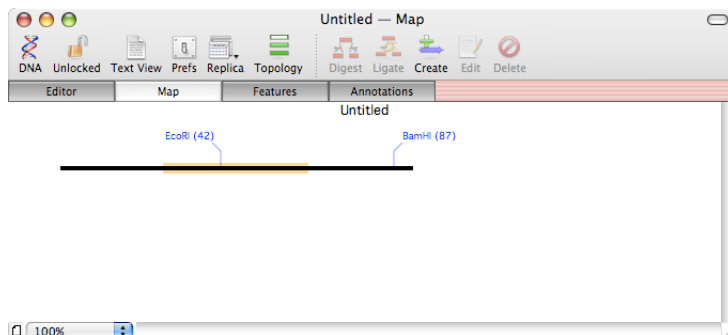 Untitled — Map
DNA Unlocked Text View Prefs Replica Topology Digest Ligate Create Edit Delete
Editor Map Features Annotations
Untitled
EcoRI (42) BamHI (87)
100%